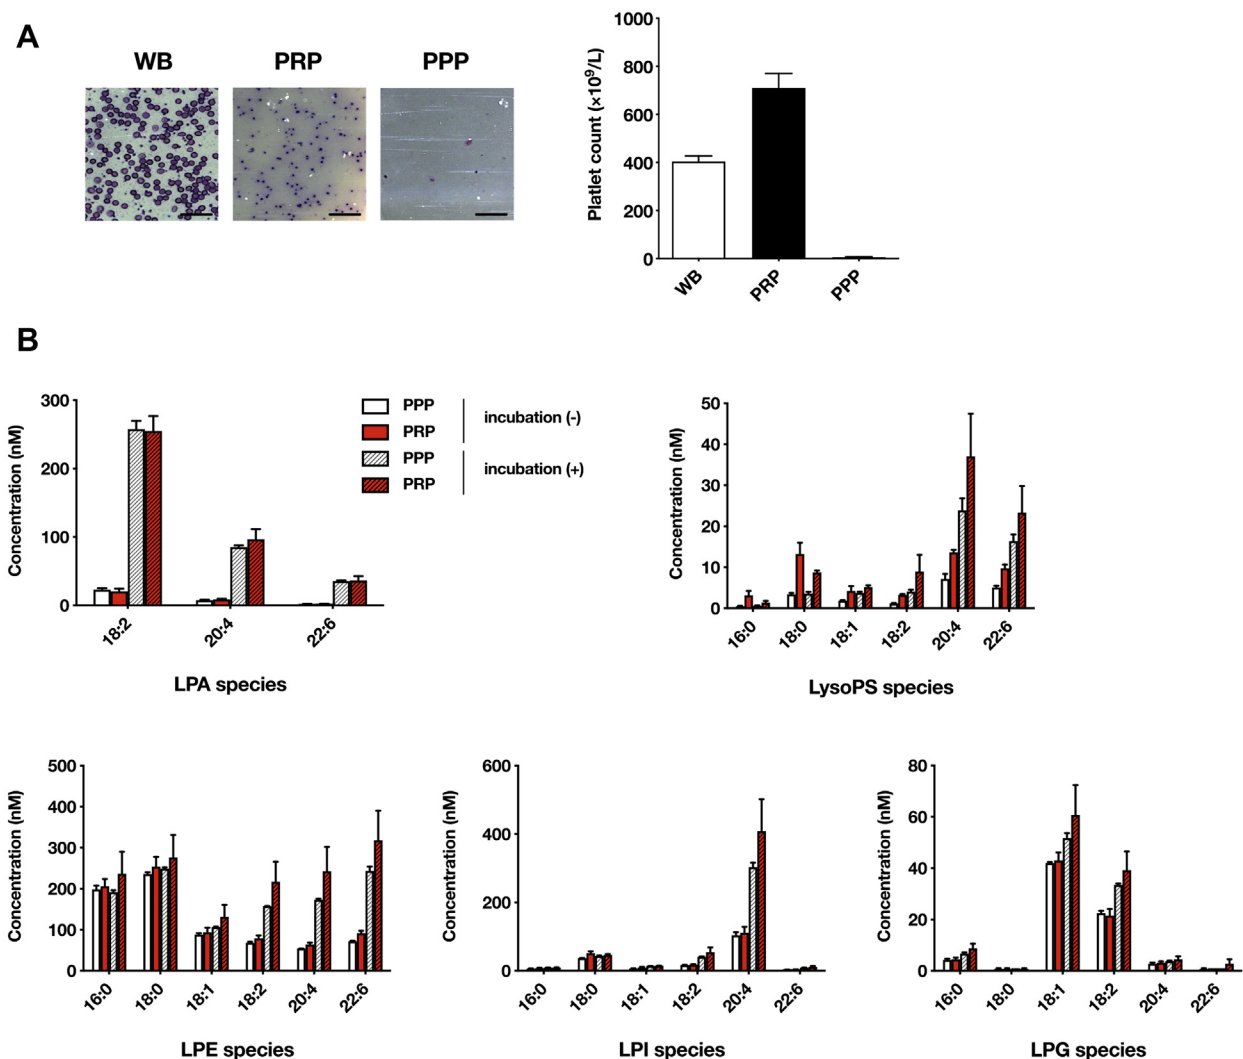 A
WB
PRP
PPP
Platlet count (×10⁹/L)
1000
800
600
400
200
0
WB
PRP
PPP
B
Concentration (nM)
300
200
100
0
18:2
20:4
22:6
LPA species
PPP
PRP
incubation (-)
PPP
PRP
incubation (+)
Concentration (nM)
50
40
30
20
10
0
16:0
18:0
18:1
18:2
20:4
22:6
LysoPS species
Concentration (nM)
500
400
300
200
100
0
16:0
18:0
18:1
18:2
20:4
22:6
LPE species
Concentration (nM)
600
400
200
0
16:0
18:0
18:1
18:2
20:4
22:6
LPI species
Concentration (nM)
80
60
40
20
0
16:0
18:0
18:1
18:2
20:4
22:6
LPG species